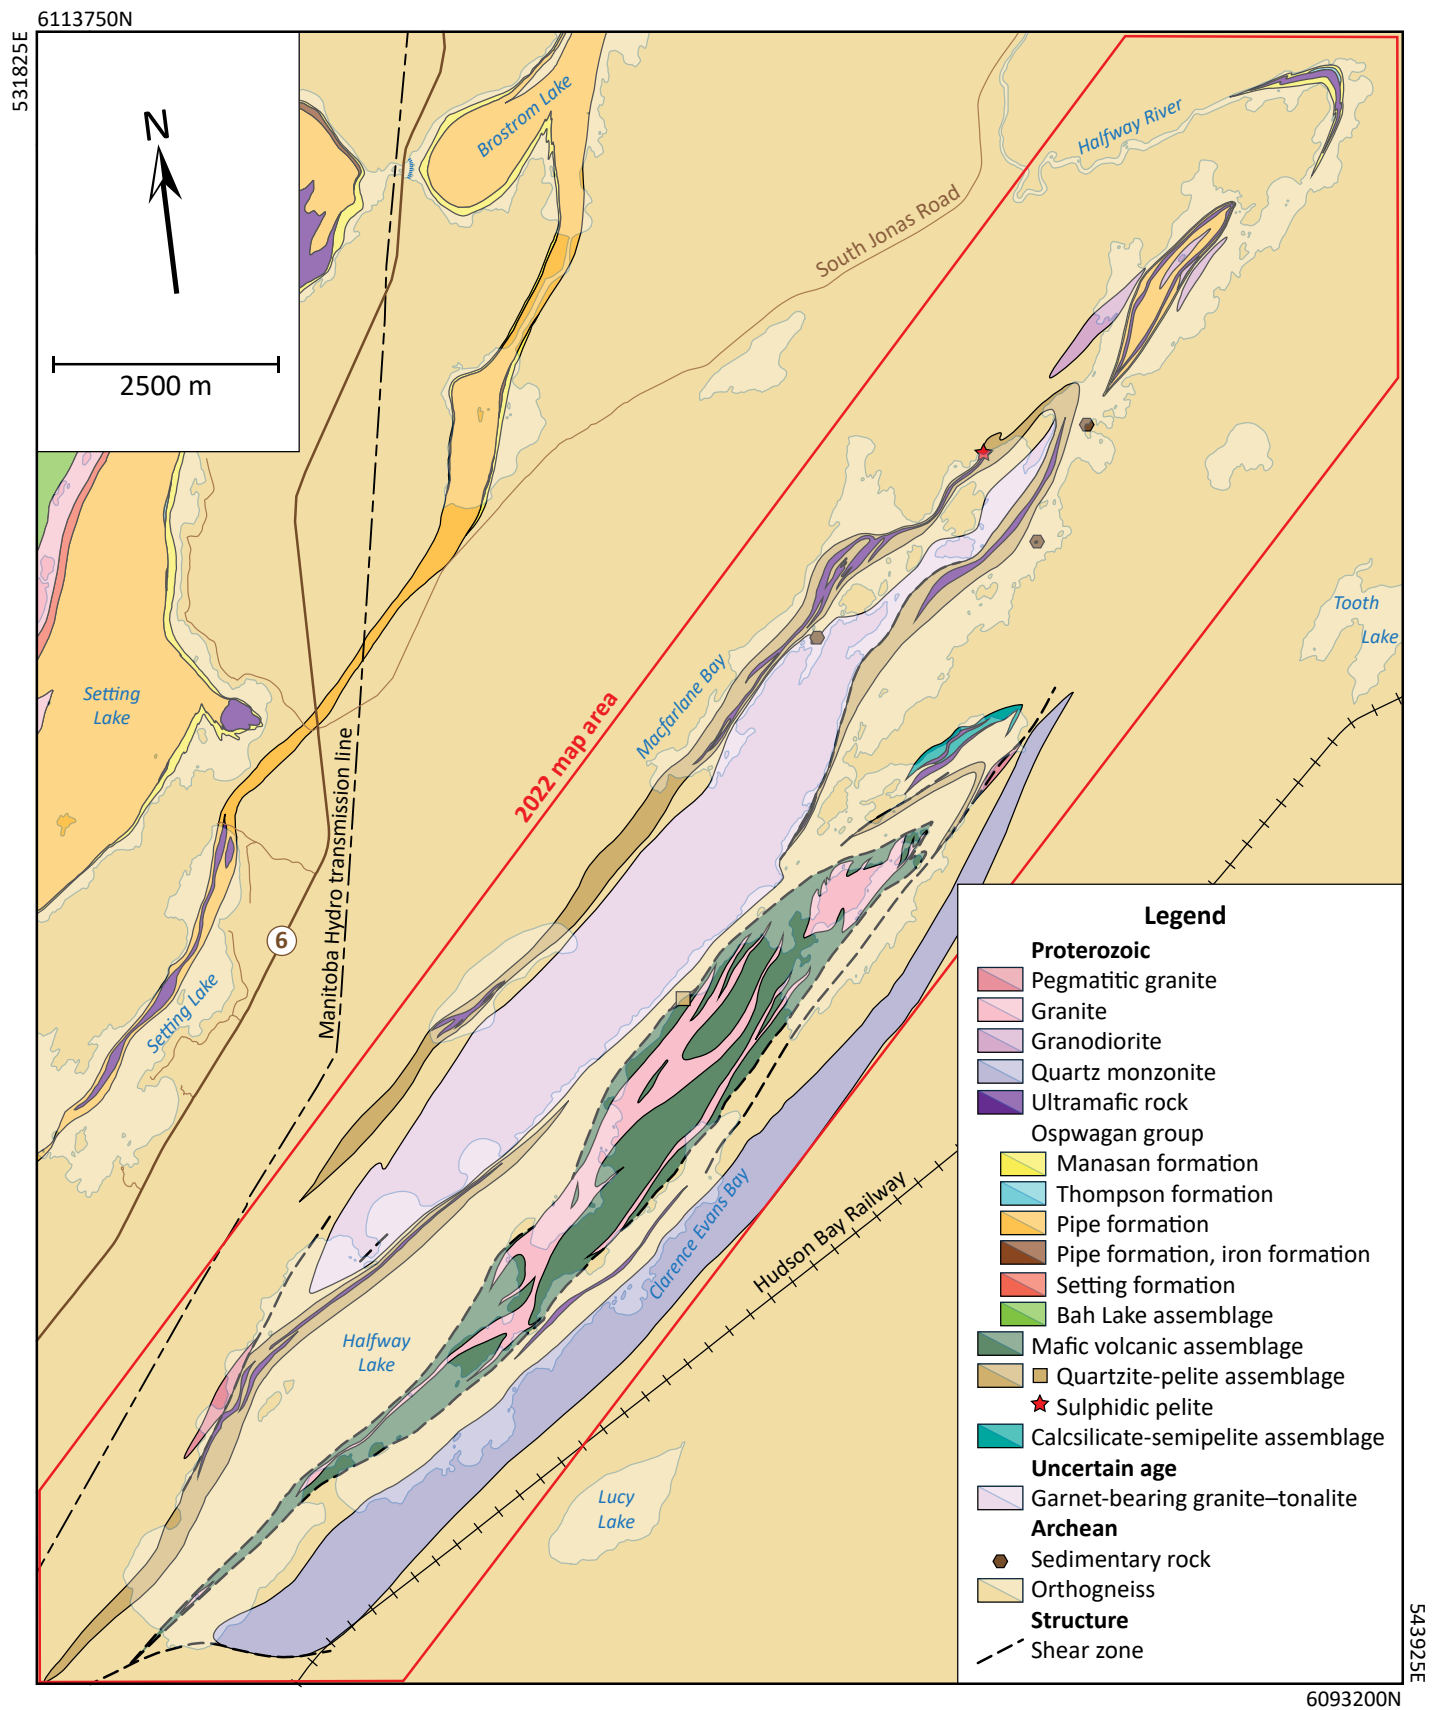 6113750N
531825E
N
2500 m
Brostrom Lake
Halfway River
South Jonas Road
Setting
Lake
Tooth
Lake
Macfarlane Bay
2022 map area
Manitoba Hydro transmission line
6
Setting Lake
Clarence Evans Bay
Hudson Bay Railway
Halfway
Lake
Lucy
Lake
Legend
Proterozoic
Pegmatitic granite
Granite
Granodiorite
Quartz monzonite
Ultramafic rock
Ospwagan group
Manasan formation
Thompson formation
Pipe formation
Pipe formation, iron formation
Setting formation
Bah Lake assemblage
Mafic volcanic assemblage
Quartzite-pelite assemblage
Sulphidic pelite
Calcsilicate-semipelite assemblage
Uncertain age
Garnet-bearing granite–tonalite
Archean
Sedimentary rock
Orthogneiss
Structure
Shear zone
543925E
6093200N